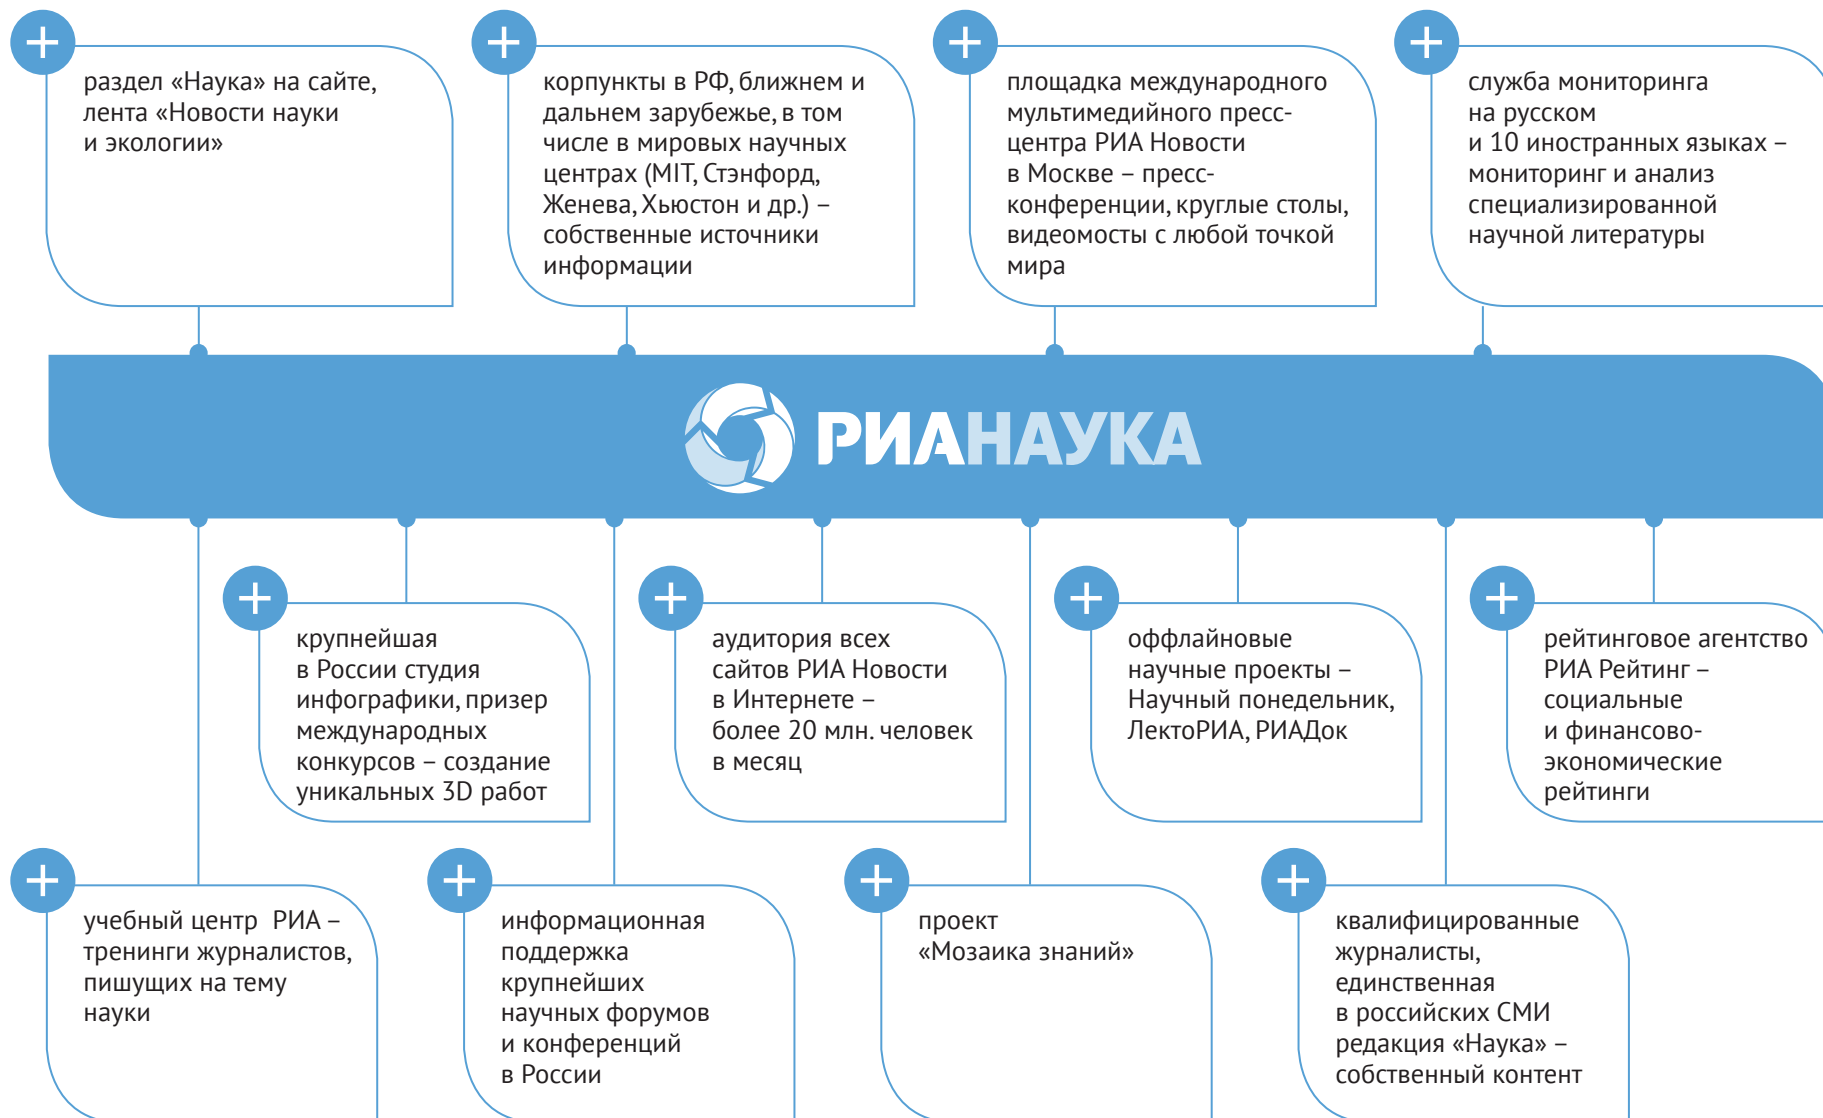 раздел «Наука» на сайте,
лента «Новости науки
и экологии»
корпункты в РФ, ближнем и
дальнем зарубежье, в том
числе в мировых научных
центрах (MIT, Стэнфорд,
Женева, Хьюстон и др.) –
собственные источники
информации
площадка международного
мультимедийного пресс-
центра РИА Новости
в Москве – пресс-
конференции, круглые столы,
видеомосты с любой точкой
мира
служба мониторинга
на русском
и 10 иностранных языках –
мониторинг и анализ
специализированной
научной литературы
РИАНАУКА
крупнейшая
в России студия
инфографики, призер
международных
конкурсов – создание
уникальных 3D работ
аудитория всех
сайтов РИА Новости
в Интернете –
более 20 млн. человек
в месяц
оффлайновые
научные проекты –
Научный понедельник,
ЛектоРИА, РИАДок
рейтинговое агентство
РИА Рейтинг –
социальные
и финансово-
экономические
рейтинги
учебный центр РИА –
тренинги журналистов,
пишущих на тему
науки
информационная
поддержка
крупнейших
научных форумов
и конференций
в России
проект
«Мозаика знаний»
квалифицированные
журналисты,
единственная
в российских СМИ
редакция «Наука» –
собственный контент